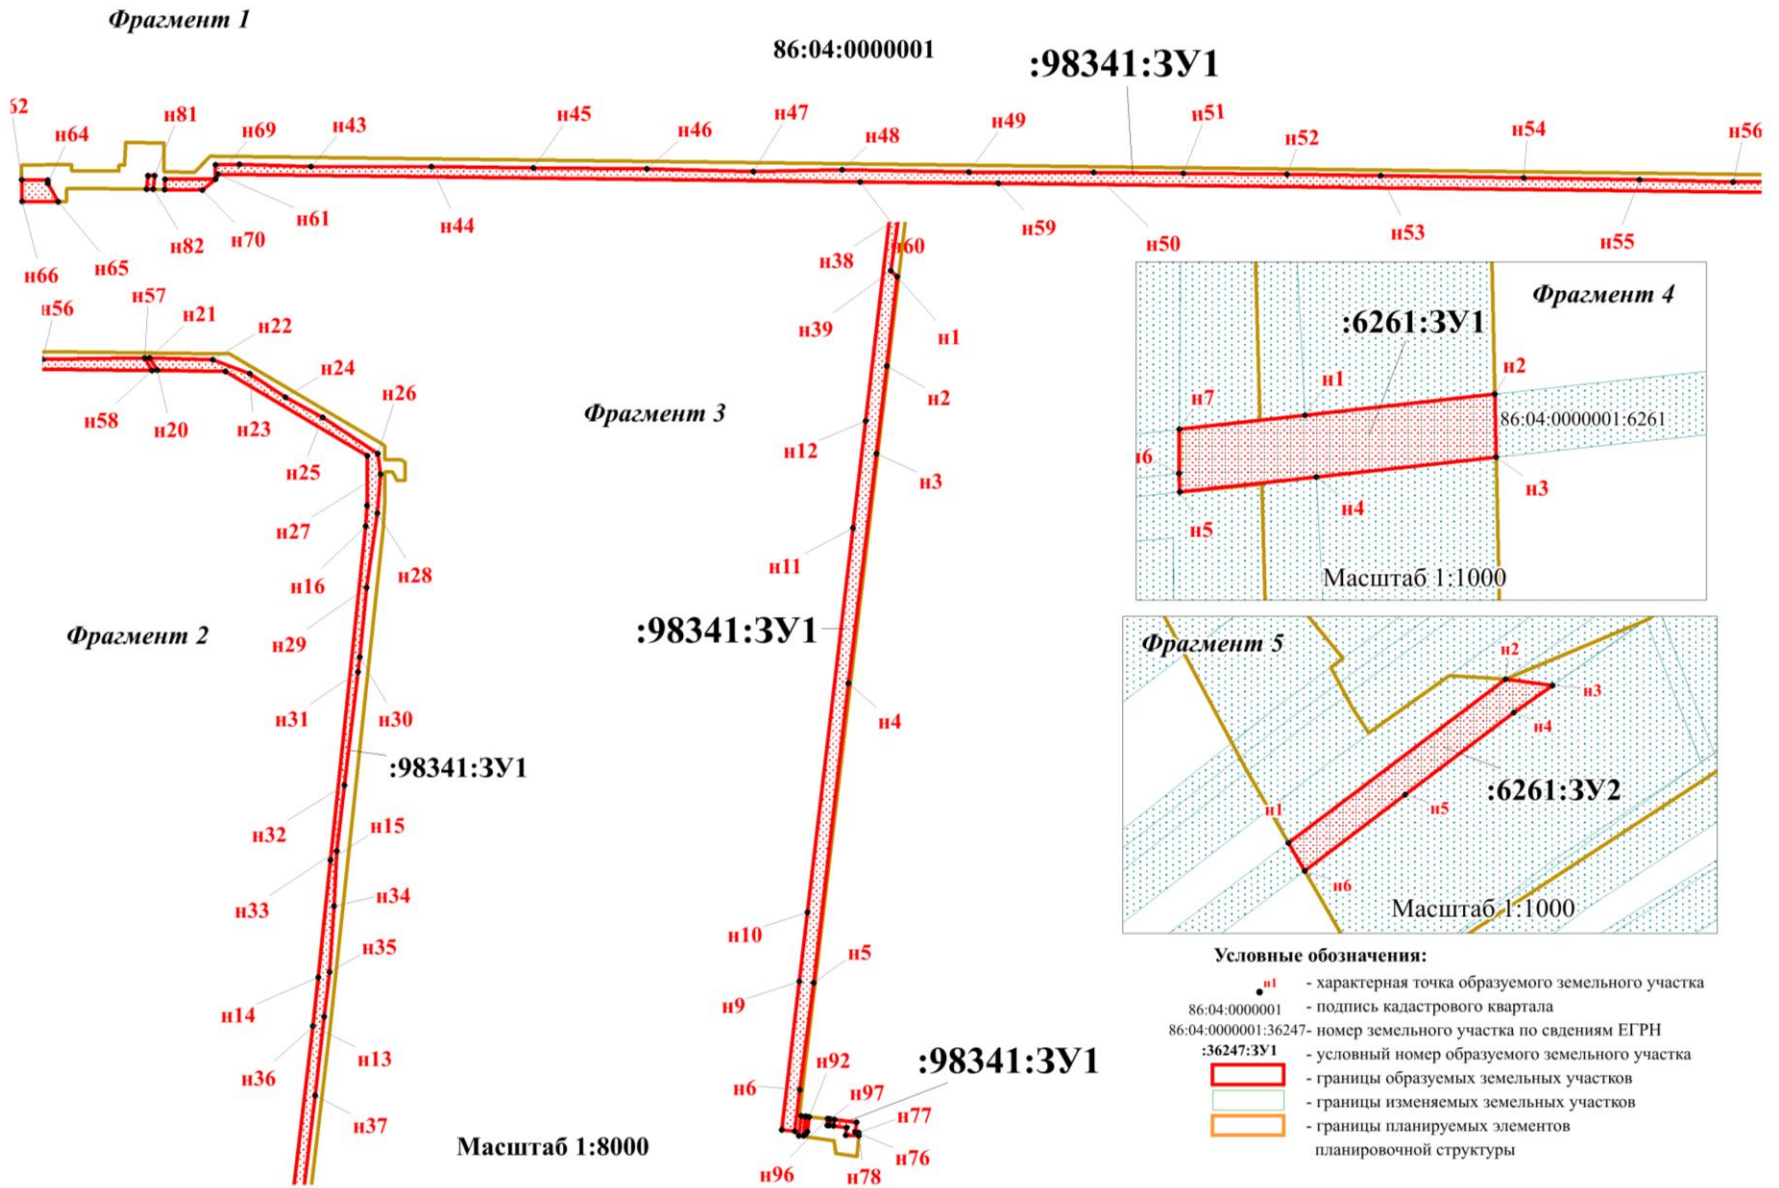 Фрагмент 1
86:04:0000001
:98341:ЗУ1
52
н64
н81
н69
н43
н45
н46
н47
н48
н49
н51
н52
н54
н56
н66
н65
н82
н70
н61
н44
н59
н50
н53
н55
н38
н60
н39
н1
н2
н12
н3
н11
:98341:ЗУ1
н4
н10
н5
н9
н6
н92
н97
:98341:ЗУ1
н77
н96
н78
н76
Фрагмент 3
н56
н57
н21
н22
н24
н26
н58
н20
н23
н25
н27
н16
н28
н29
н31
н30
:98341:ЗУ1
н32
н15
н33
н34
н35
н14
н13
н36
н37
Фрагмент 2
Масштаб 1:8000
Фрагмент 4
:6261:ЗУ1
н1
н2
н7
86:04:0000001:6261
н6
н3
н4
н5
Масштаб 1:1000
Фрагмент 5
н2
н3
н4
:6261:ЗУ2
н5
н1
н6
Масштаб 1:1000
Условные обозначения:
н1 - характерная точка образуемого земельного участка
86:04:0000001 - подпись кадастрового квартала
86:04:0000001:36247- номер земельного участка по свдениям ЕГРН
:36247:ЗУ1 - условный номер образуемого земельного участка
- границы образуемых земельных участков
- границы изменяемых земельных участков
- границы планируемых элементов
планировочной структуры